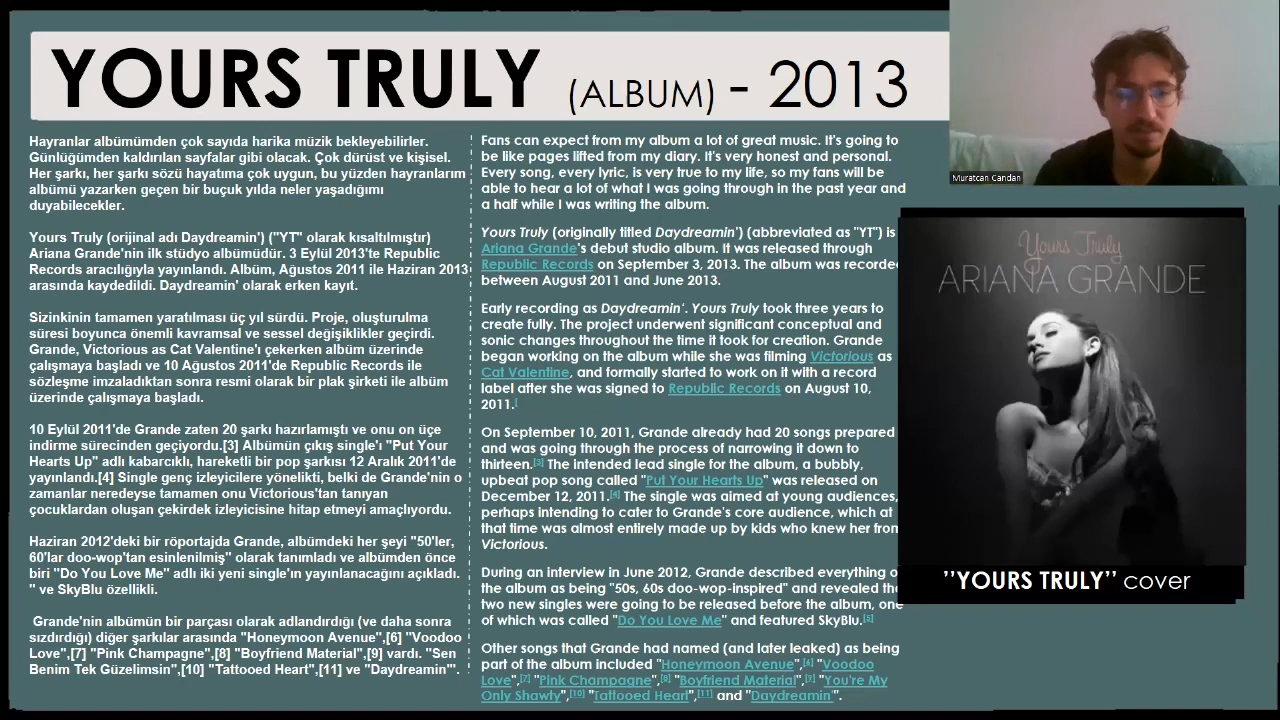 YOURS TRULY (ALBUM) - 2013
Hayranlar albümümden çok sayıda harika müzik bekleyebilirler.
Günlüğümden kaldırılan sayfalar gibi olacak. Çok dürüst ve kişisel.
Her şarkı, her şarkı sözü hayatıma çok uygun, bu yüzden hayranlarım
albümü yazarken geçen bir buçuk yılda neler yaşadığımı
duyabilecekler.
Yours Truly (orijinal adı Daydreamin') ("YT" olarak kısaltılmıştır)
Ariana Grande'nin ilk stüdyo albümüdür. 3 Eylül 2013'te Republic
Records aracılığıyla yayınlandı. Albüm, Ağustos 2011 ile Haziran 2013
arasında kaydedildi. Daydreamin' olarak erken kayıt.
Sizinkinin tamamen yaratılması üç yıl sürdü. Proje, oluşturulma
süresi boyunca önemli kavramsal ve sessel değişiklikler geçirdi.
Grande, Victorious as Cat Valentine'ı çekerken albüm üzerinde
çalışmaya başladı ve 10 Ağustos 2011'de Republic Records ile
sözleşme imzaladıktan sonra resmi olarak bir plak şirketi ile albüm
üzerinde çalışmaya başladı.
10 Eylül 2011'de Grande zaten 20 şarkı hazırlamıştı ve onu on üçe
indirme sürecinden geçiyordu.[3] Albümün çıkış single'ı "Put Your
Hearts Up" adlı kabarcıklı, hareketli bir pop şarkısı 12 Aralık 2011'de
yayınlandı.[4] Single genç izleyicilere yönelikti, belki de Grande'nin o
zamanlar neredeyse tamamen onu Victorious'tan tanıyan
çocuklardan oluşan çekirdek izleyicisine hitap etmeyi amaçlıyordu.
Haziran 2012'deki bir röportajda Grande, albümdeki her şeyi "50'ler,
60'lar doo-wop'tan esinlenilmiş" olarak tanımladı ve albümden önce
biri "Do You Love Me" adlı iki yeni single'ın yayınlanacağını açıkladı.
" ve SkyBlu özellikli.
Grande'nin albümün bir parçası olarak adlandırdığı (ve daha sonra
sızdırdığı) diğer şarkılar arasında "Honeymoon Avenue",[6] "Voodoo
Love",[7] "Pink Champagne",[8] "Boyfriend Material",[9] vardı. "Sen
Benim Tek Güzelimsin",[10] "Tattooed Heart",[11] ve "Daydreamin'".
Fans can expect from my album a lot of great music. It's going to
be like pages lifted from my diary. It's very honest and personal.
Every song, every lyric, is very true to my life, so my fans will be
able to hear a lot of what I was going through in the past year and
a half while I was writing the album.
Yours Truly (originally titled Daydreamin') (abbreviated as "YT") is
Ariana Grande's debut studio album. It was released through
Republic Records on September 3, 2013. The album was recorded
between August 2011 and June 2013.
Early recording as Daydreamin'. Yours Truly took three years to
create fully. The project underwent significant conceptual and
sonic changes throughout the time it took for creation. Grande
began working on the album while she was filming Victorious as
Cat Valentine, and formally started to work on it with a record
label after she was signed to Republic Records on August 10,
2011.[
On September 10, 2011, Grande already had 20 songs prepared
and was going through the process of narrowing it down to
thirteen.[3] The intended lead single for the album, a bubbly,
upbeat pop song called "Put Your Hearts Up" was released on
December 12, 2011.[4] The single was aimed at young audiences,
perhaps intending to cater to Grande's core audience, which at
that time was almost entirely made up by kids who knew her from
Victorious.
During an interview in June 2012, Grande described everything o
the album as being "50s, 60s doo-wop-inspired" and revealed tha
two new singles were going to be released before the album, one
of which was called "Do You Love Me" and featured SkyBlu.[5]
Other songs that Grande had named (and later leaked) as being
part of the album included "Honeymoon Avenue",[6] "Voodoo
Love",[7] "Pink Champagne",[8] "Boyfriend Material",[9] "You're My
Only Shawty",[10] "Tattooed Heart",[11] and "Daydreamin'".
Muratcan Candan
Yours Truly
ARIANA GRANDE
’’YOURS TRULY’’ cover